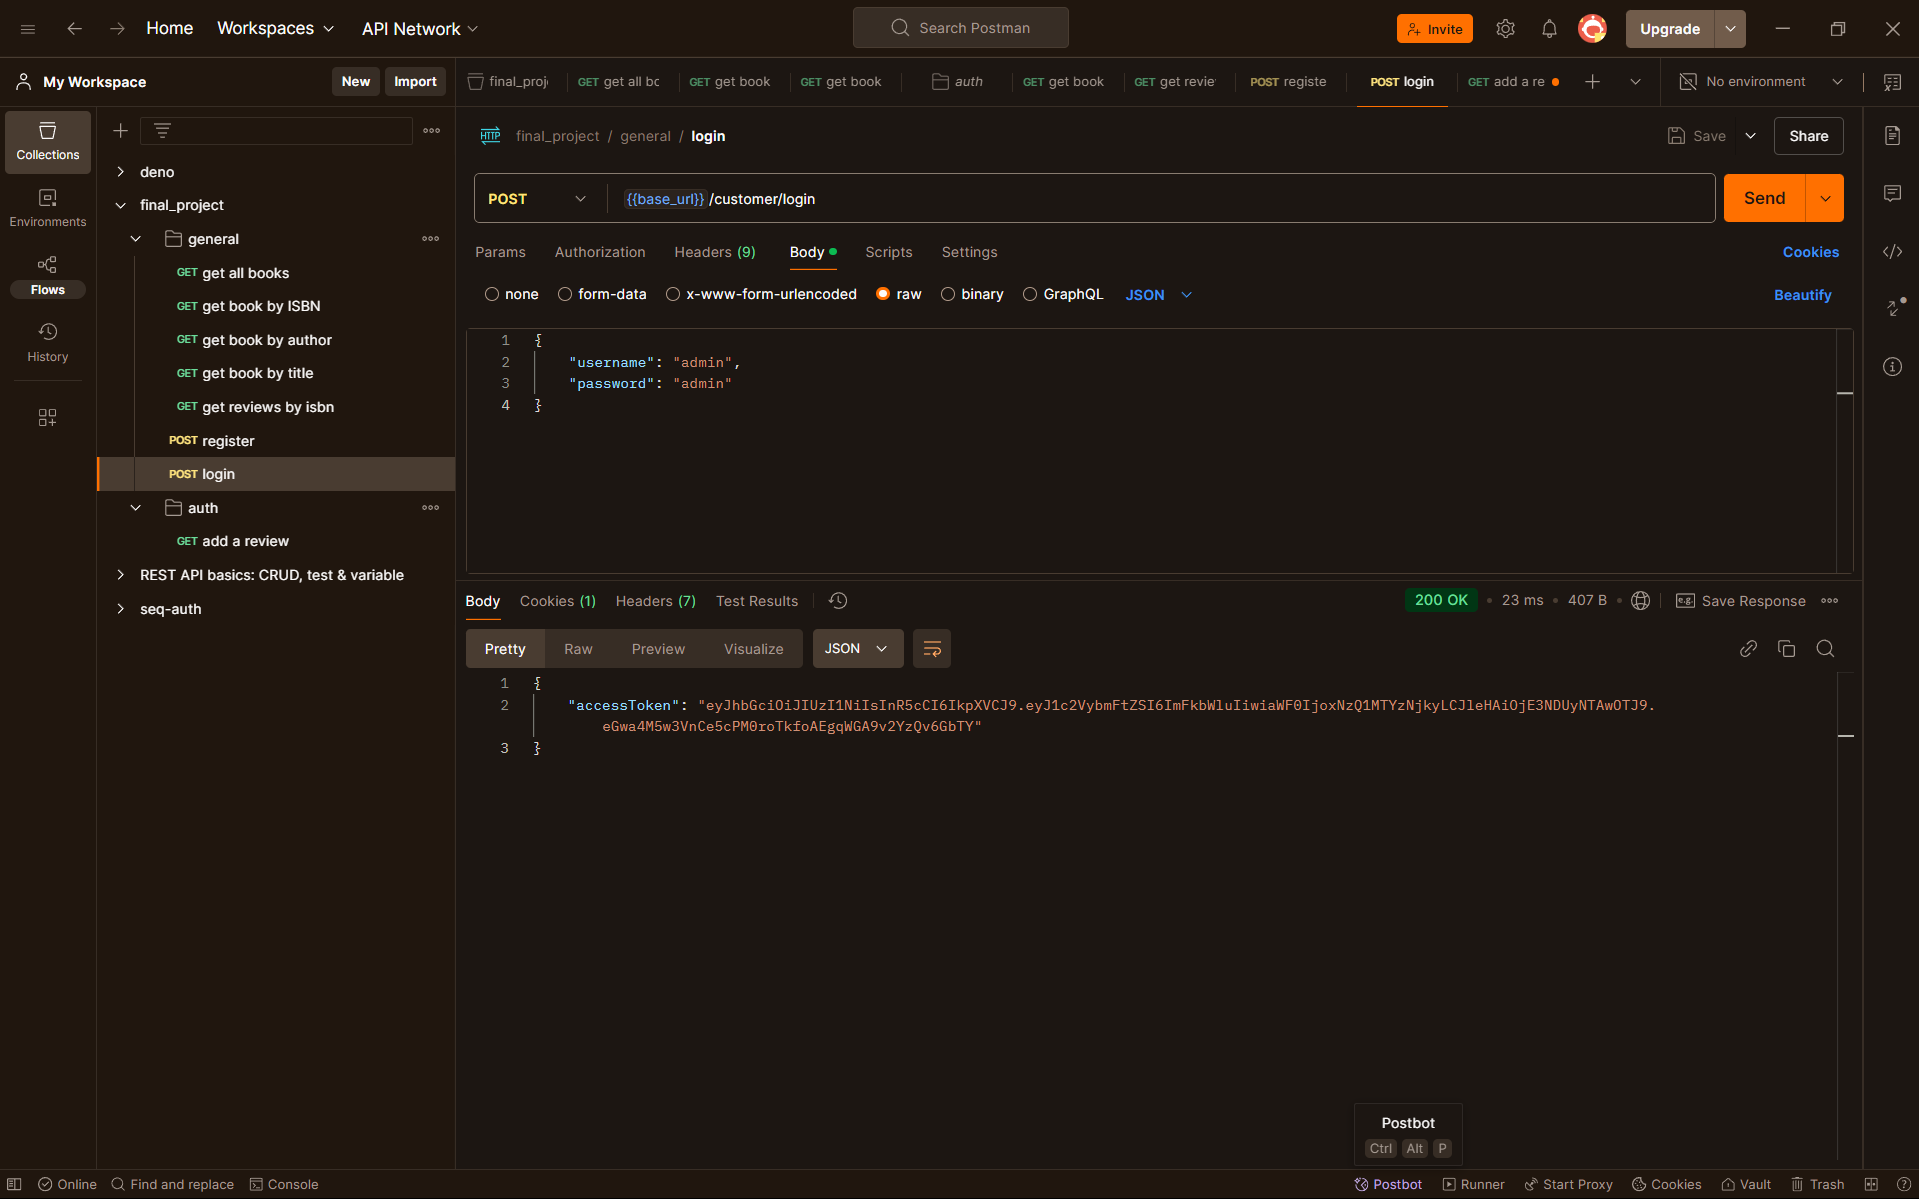 Home Workspaces API Network Search Postman Invite Upgrade
My Workspace New Import final_proj GET get all bc GET get book GET get book auth GET get book GET get revie POST registe POST login GET add a re No environment
Collections
Environments
Flows
History
deno
final_project
general
GET get all books
GET get book by ISBN
GET get book by author
GET get book by title
GET get reviews by isbn
POST register
POST login
auth
GET add a review
REST API basics: CRUD, test & variable
seq-auth
HTTP final_project / general / login Save Share
POST {{base_url}}/customer/login Send
Params Authorization Headers (9) Body Scripts Settings Cookies
none form-data x-www-form-urlencoded raw binary GraphQL JSON Beautify
1 {
2 "username": "admin",
3 "password": "admin"
4 }
Body Cookies (1) Headers (7) Test Results 200 OK 23 ms 407 B e.g. Save Response
Pretty Raw Preview Visualize JSON
1 {
2 "accessToken": "eyJhbGciOiJIUzI1NiIsInR5cCI6IkpXVCJ9.eyJ1c2VybmFtZSI6ImFkbWluIiwiaWF0IjoxNzQ1MTYzNjkyLCJleHAiOjE3NDUyNTAwOTJ9.
eGwa4M5w3VnCe5cPM0roTkfoAEgqWGA9v2YzQv6GbTY"
3 }
Postbot
Ctrl Alt P
Online Find and replace Console Postbot Runner Start Proxy Cookies Vault Trash